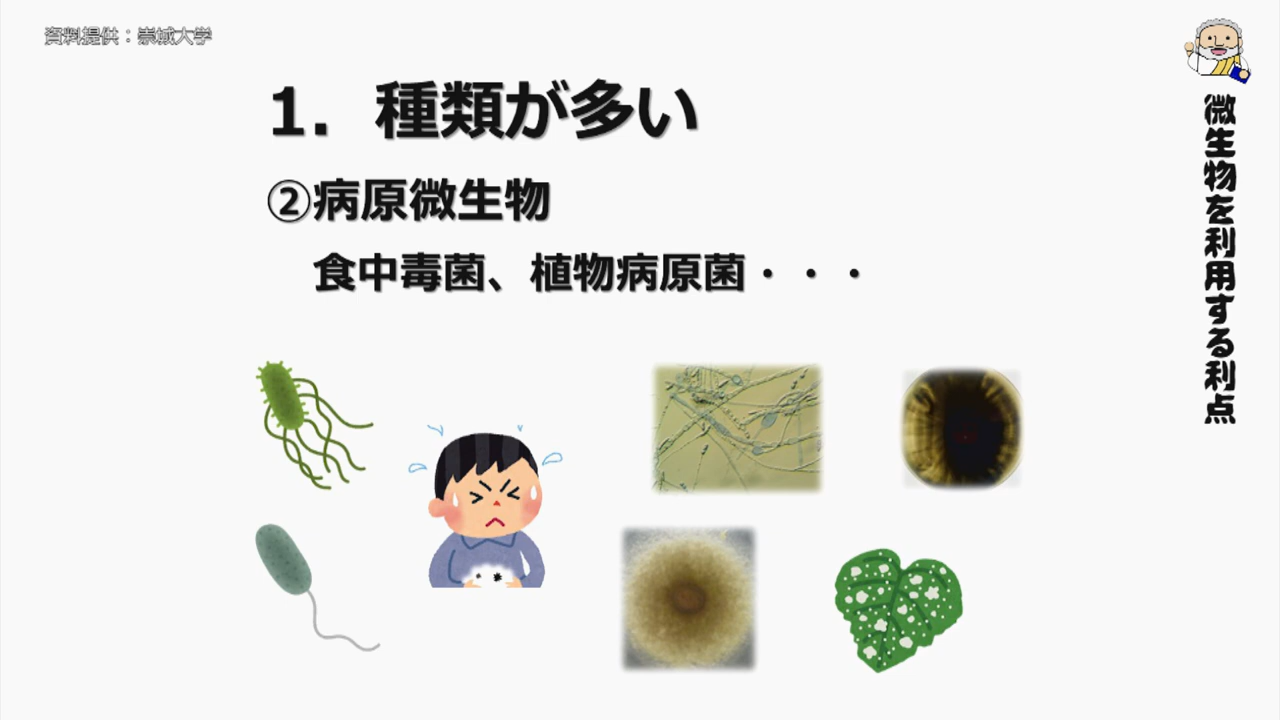 資料提供：崇城大学
1．種類が多い
②病原微生物
食中毒菌、植物病原菌・・・
微生物を利用する利点